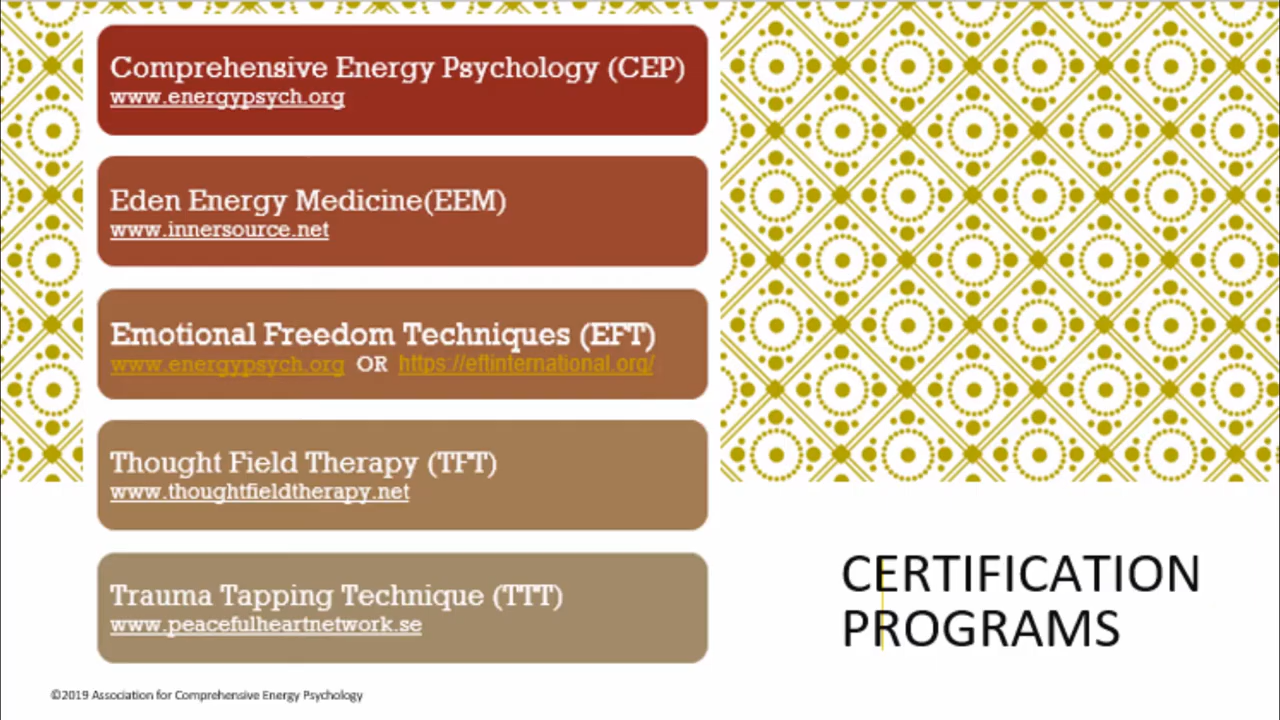 Comprehensive Energy Psychology (CEP)
www.energypsych.org
Eden Energy Medicine(EEM)
www.innersource.net
Emotional Freedom Techniques (EFT)
www.energypsych.org OR https://eftinternational.org/
Thought Field Therapy (TFT)
www.thoughtfieldtherapy.net
Trauma Tapping Technique (TTT)
www.peacefulheartnetwork.se
CERTIFICATION
PROGRAMS
©2019 Association for Comprehensive Energy Psychology